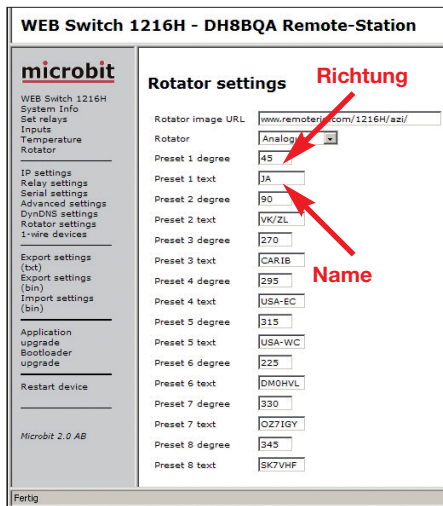 WEB Switch 1216H - DH8BQA Remote-Station
microbit
WEB Switch 1216H
System Info
Set relays
Inputs
Temperature
Rotator
IP settings
Relay settings
Serial settings
Advanced settings
DynDNS settings
Rotator settings
1-wire devices
Export settings
(txt)
Export settings
(bin)
Import settings
(bin)
Application
upgrade
Bootloader
upgrade
Restart device
Microbit 2.0 AB
Rotator settings
Richtung
Rotator image URL www.remoterig.com/1216H/azi/
Rotator
Preset 1 degree 45
Preset 1 text JA
Preset 2 degree 90
Preset 2 text VK/ZL
Preset 3 degree 270
Preset 3 text CARIB
Name
Preset 4 degree 295
Preset 4 text USA-EC
Preset 5 degree 315
Preset 5 text USA-WC
Preset 6 degree 225
Preset 6 text DM0HVL
Preset 7 degree 330
Preset 7 text OZ7IGY
Preset 8 degree 345
Preset 8 text SK7VHF
Fertig